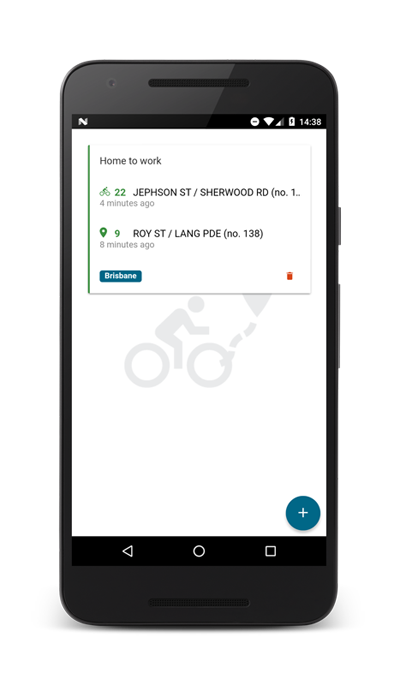 14:38
Home to work
22 JEPHSON ST / SHERWOOD RD (no. 1..
4 minutes ago
9 ROY ST / LANG PDE (no. 138)
8 minutes ago
Brisbane
+